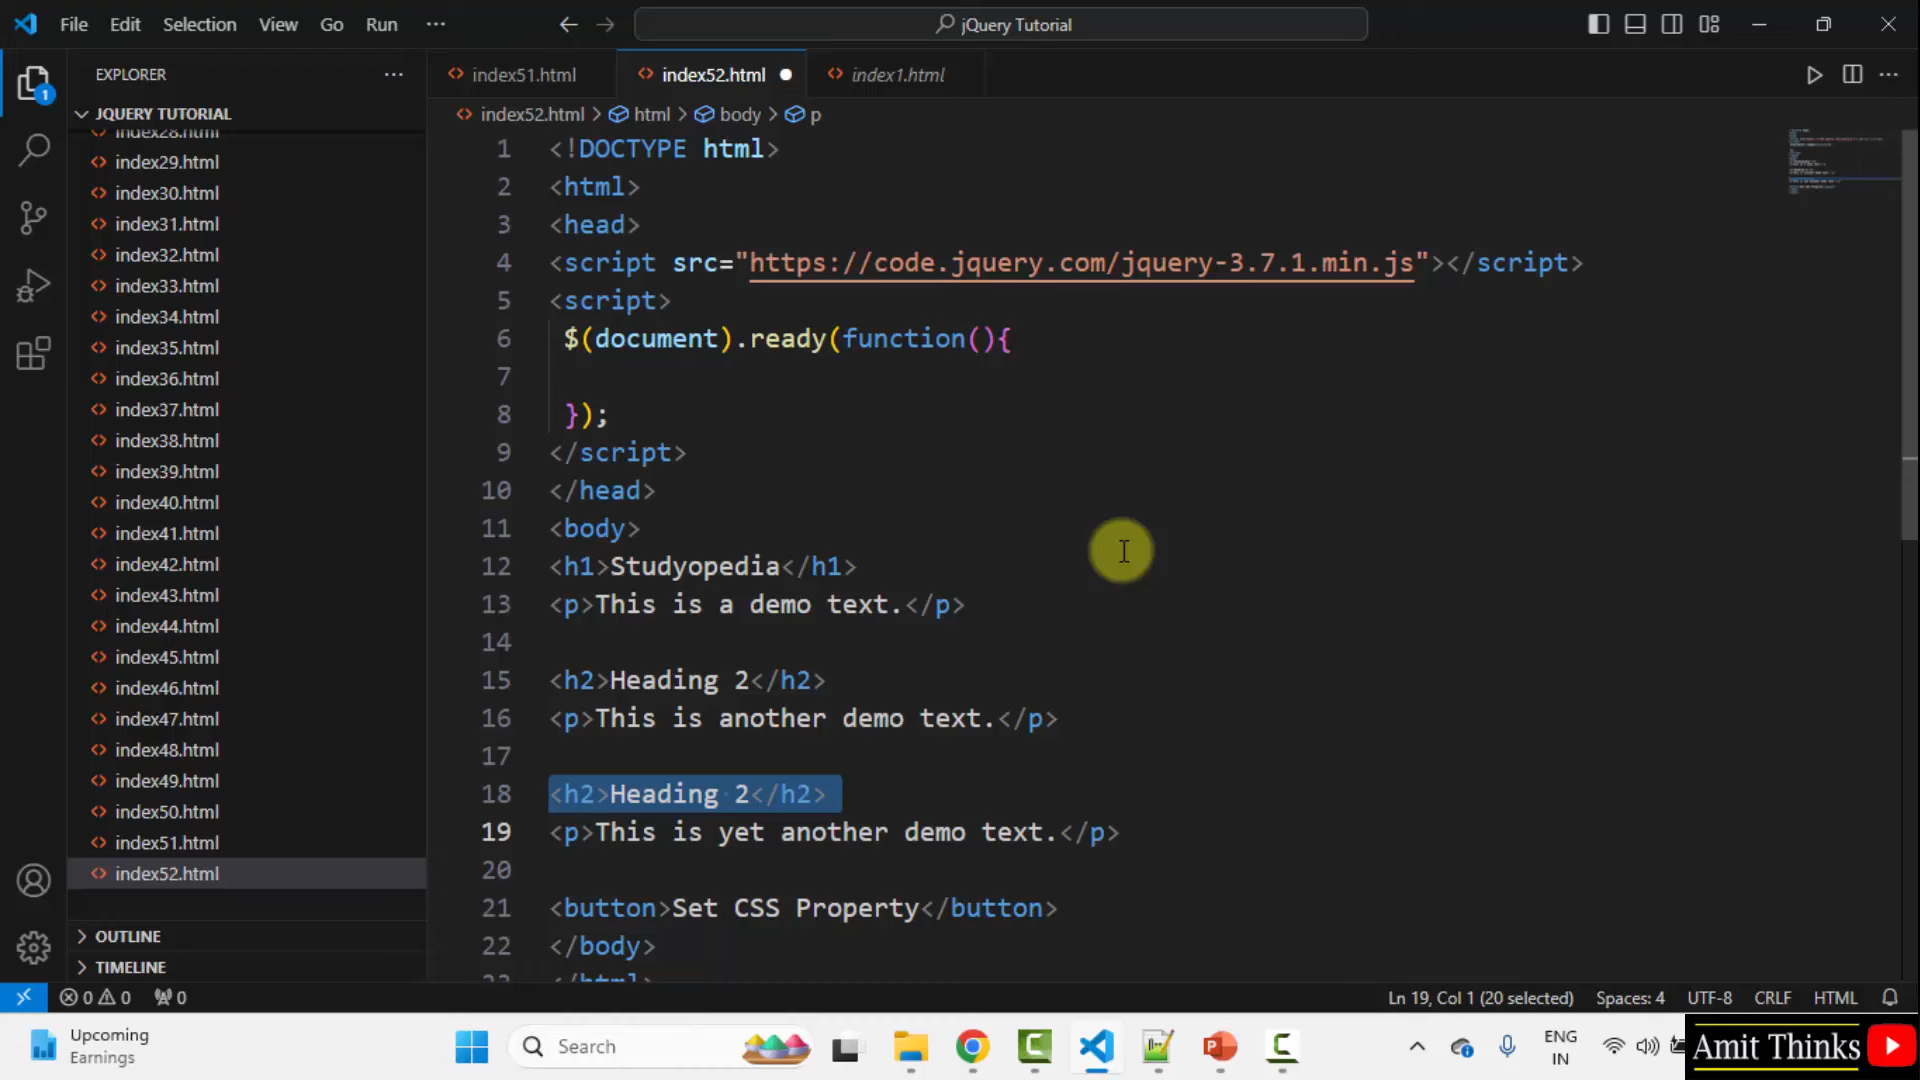 File Edit Selection View Go Run ···
jQuery Tutorial
EXPLORER ···
JQUERY TUTORIAL
index28.html
index29.html
index30.html
index31.html
index32.html
index33.html
index34.html
index35.html
index36.html
index37.html
index38.html
index39.html
index40.html
index41.html
index42.html
index43.html
index44.html
index45.html
index46.html
index47.html
index48.html
index49.html
index50.html
index51.html
index52.html
OUTLINE
TIMELINE
index51.html index52.html index1.html
index52.html > html > body > p
1 <!DOCTYPE html>
2 <html>
3 <head>
4 <script src="https://code.jquery.com/jquery-3.7.1.min.js"></script>
5 <script>
6 $(document).ready(function(){
7
8 });
9 </script>
10 </head>
11 <body>
12 <h1>Studyopedia</h1>
13 <p>This is a demo text.</p>
14
15 <h2>Heading 2</h2>
16 <p>This is another demo text.</p>
17
18 <h2>Heading 2</h2>
19 <p>This is yet another demo text.</p>
20
21 <button>Set CSS Property</button>
22 </body>
23 </html>
0 0 0
Ln 19, Col 1 (20 selected) Spaces: 4 UTF-8 CRLF HTML
Upcoming
Earnings
Search
ENG
IN
Amit Thinks